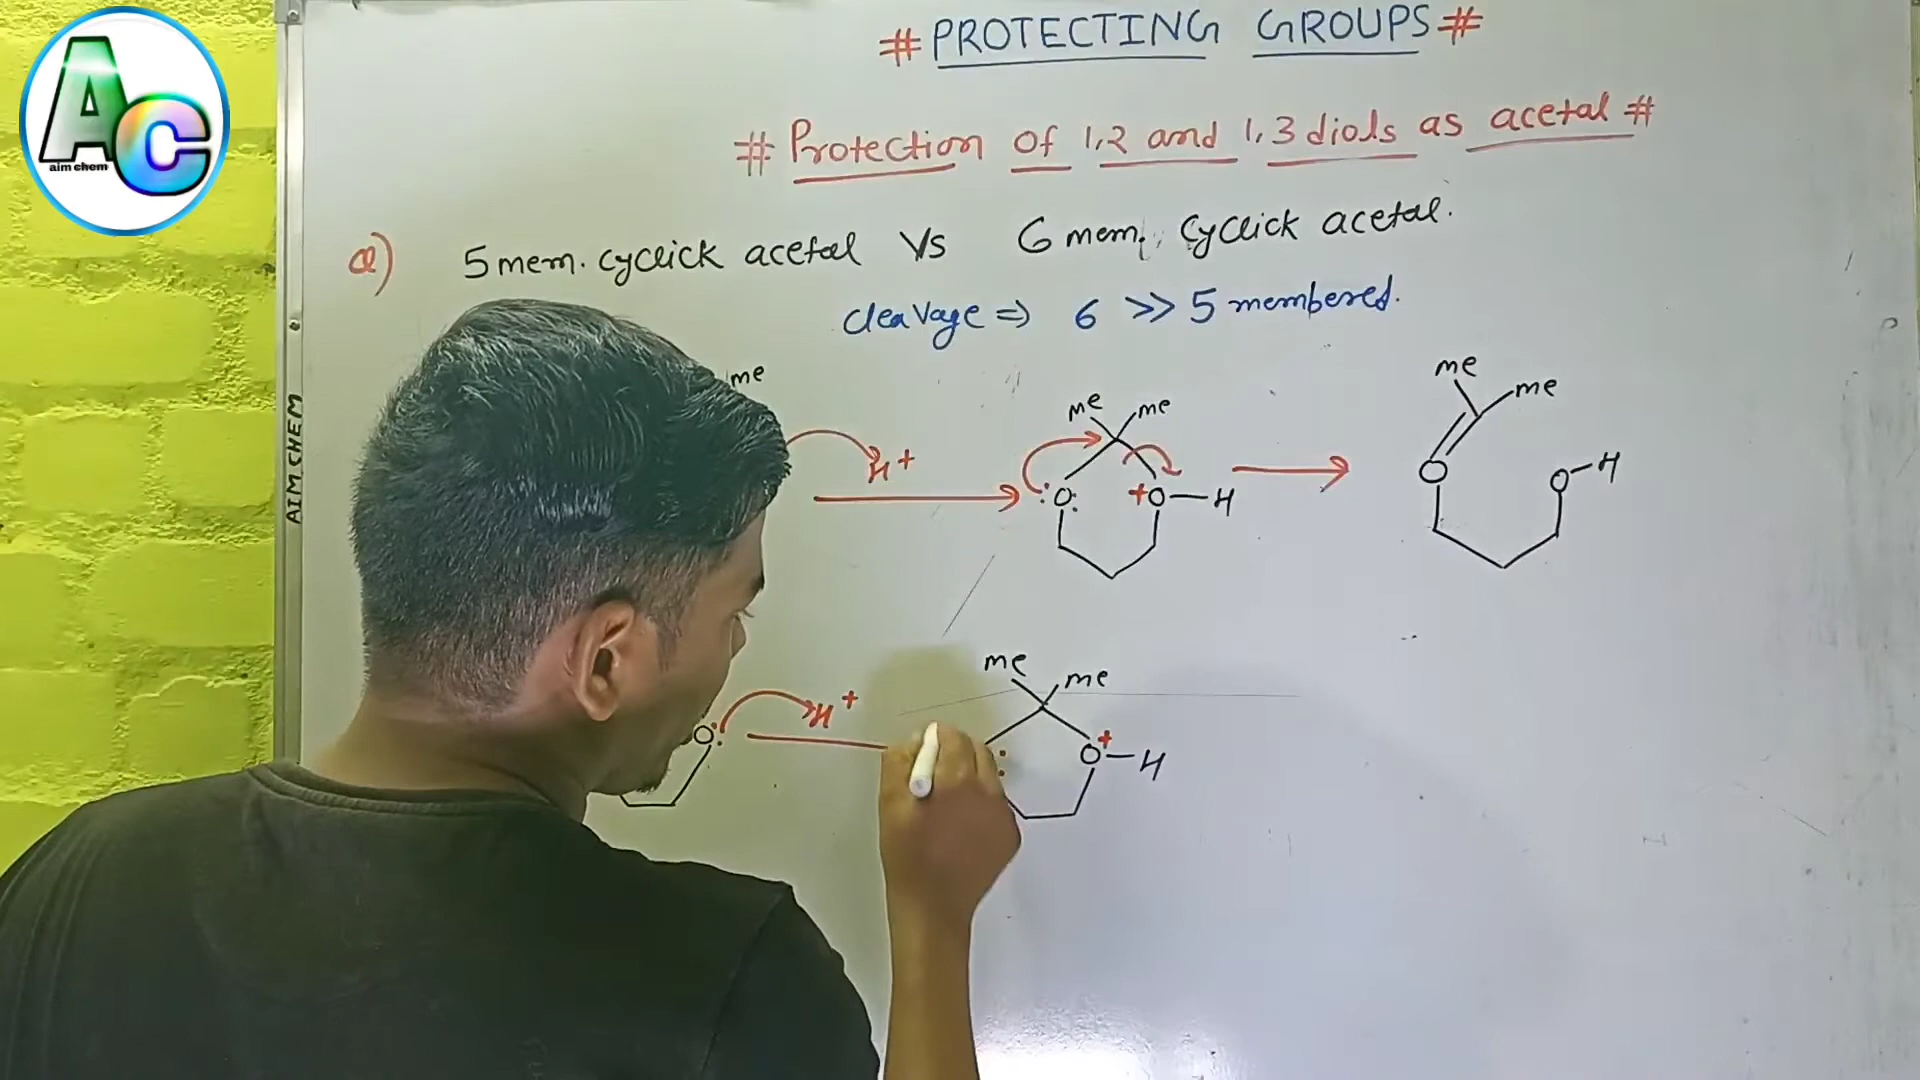 AC
aim chem
# PROTECTING GROUPS #
# Protection of 1,2 and 1,3 diols as acetal #
a) 5 mem. cyclick acetal Vs 6 mem. cyclick acetal.
cleavage => 6 >> 5 membered.
AIM CHEM
me
H+
me me
:O: +O-H
me me
O O-H
O: H+
me me
: O+-H